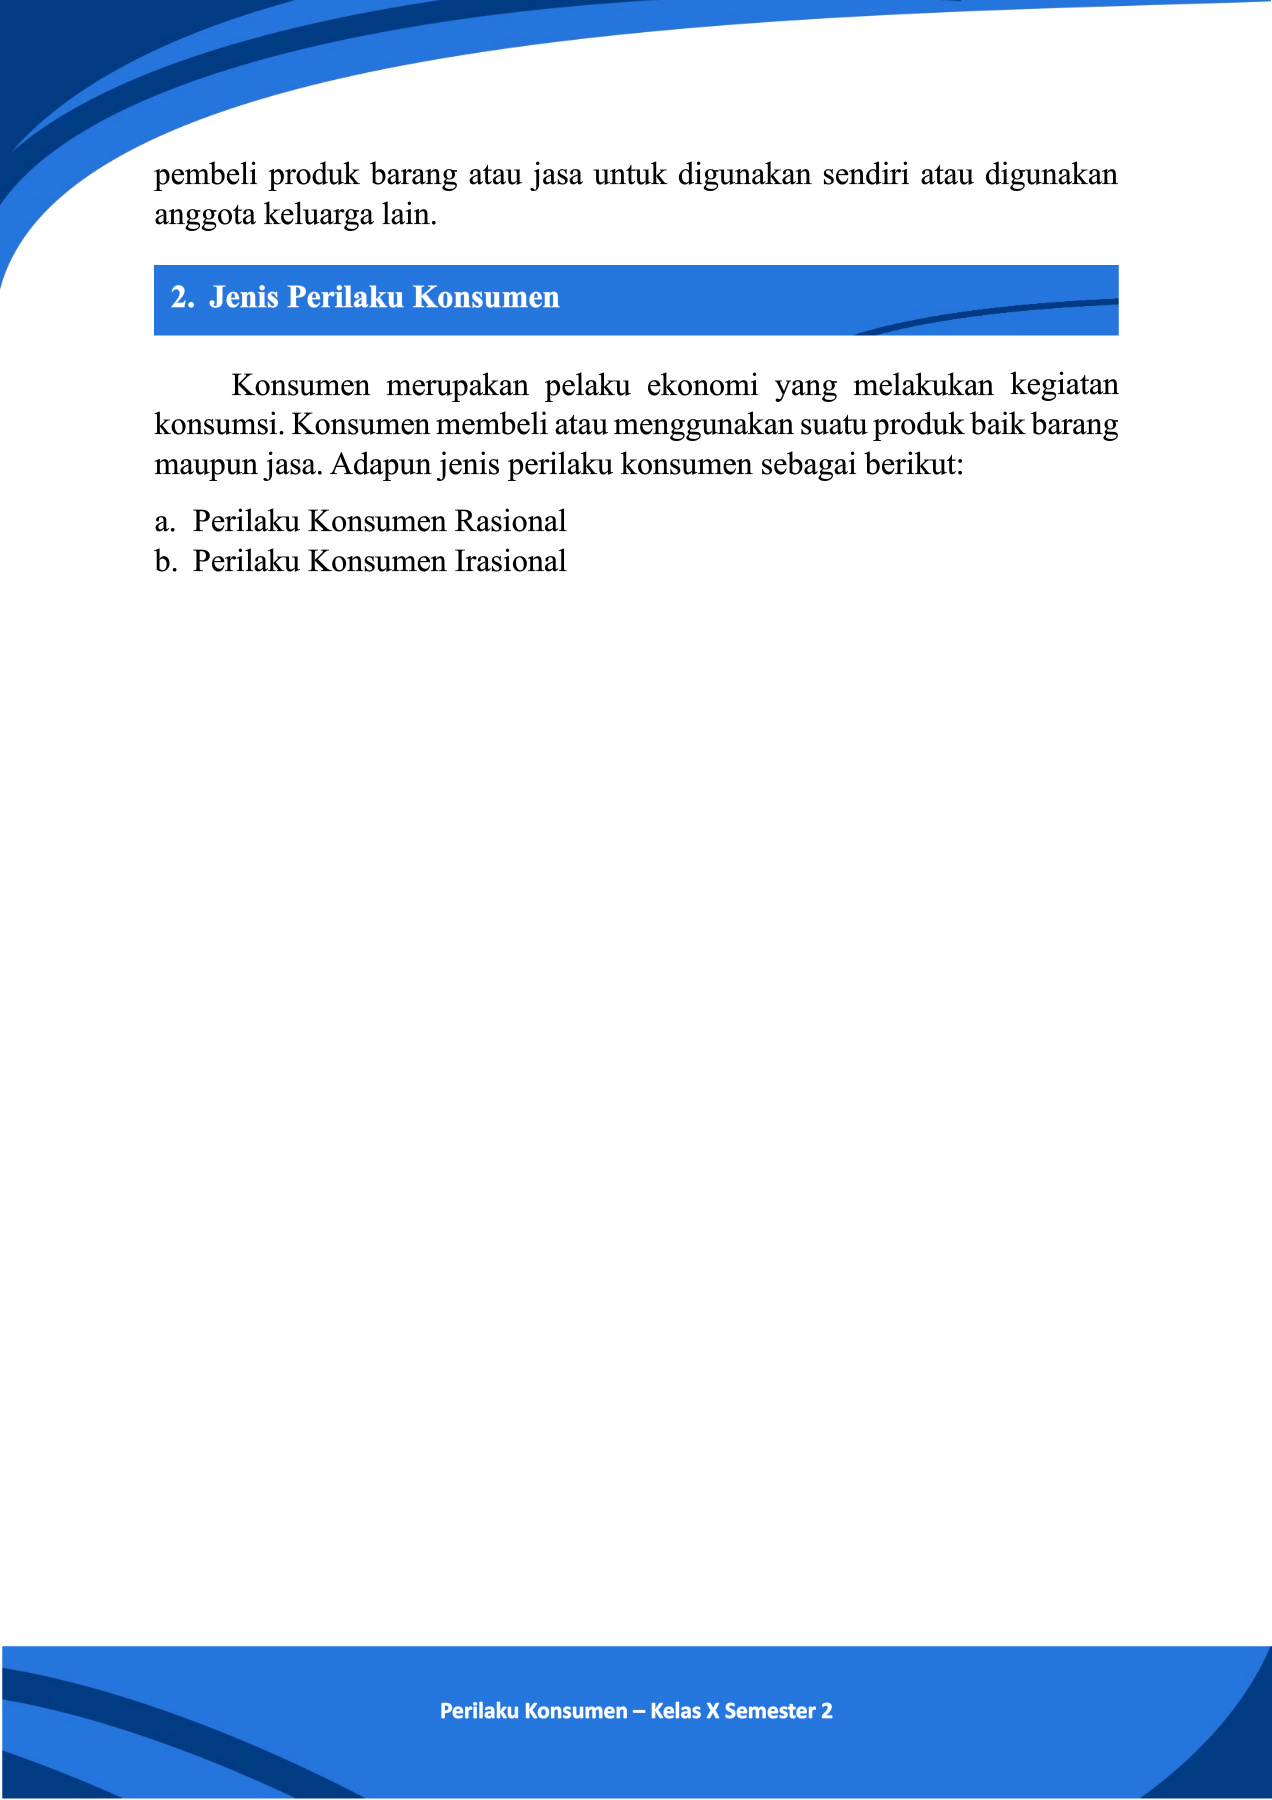 pembeli produk barang atau jasa untuk digunakan sendiri atau digunakan
anggota keluarga lain.
2. Jenis Perilaku Konsumen
Konsumen merupakan pelaku ekonomi yang melakukan kegiatan
konsumsi. Konsumen membeli atau menggunakan suatu produk baik barang
maupun jasa. Adapun jenis perilaku konsumen sebagai berikut:
a. Perilaku Konsumen Rasional
b. Perilaku Konsumen Irasional
Perilaku Konsumen – Kelas X Semester 2